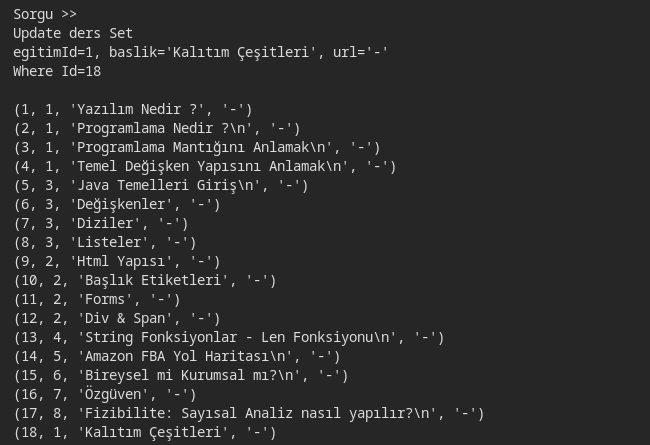 Sorgu >>
Update ders Set
egitimId=1, baslik='Kalıtım Çeşitleri', url='-'
Where Id=18

(1, 1, 'Yazılım Nedir ?', '-')
(2, 1, 'Programlama Nedir ?\n', '-')
(3, 1, 'Programlama Mantığını Anlamak\n', '-')
(4, 1, 'Temel Değişken Yapısını Anlamak\n', '-')
(5, 3, 'Java Temelleri Giriş\n', '-')
(6, 3, 'Değişkenler', '-')
(7, 3, 'Diziler', '-')
(8, 3, 'Listeler', '-')
(9, 2, 'Html Yapısı', '-')
(10, 2, 'Başlık Etiketleri', '-')
(11, 2, 'Forms', '-')
(12, 2, 'Div & Span', '-')
(13, 4, 'String Fonksiyonlar - Len Fonksiyonu\n', '-')
(14, 5, 'Amazon FBA Yol Haritası\n', '-')
(15, 6, 'Bireysel mi Kurumsal mı?\n', '-')
(16, 7, 'Özgüven', '-')
(17, 8, 'Fizibilite: Sayısal Analiz nasıl yapılır?\n', '-')
(18, 1, 'Kalıtım Çeşitleri', '-')